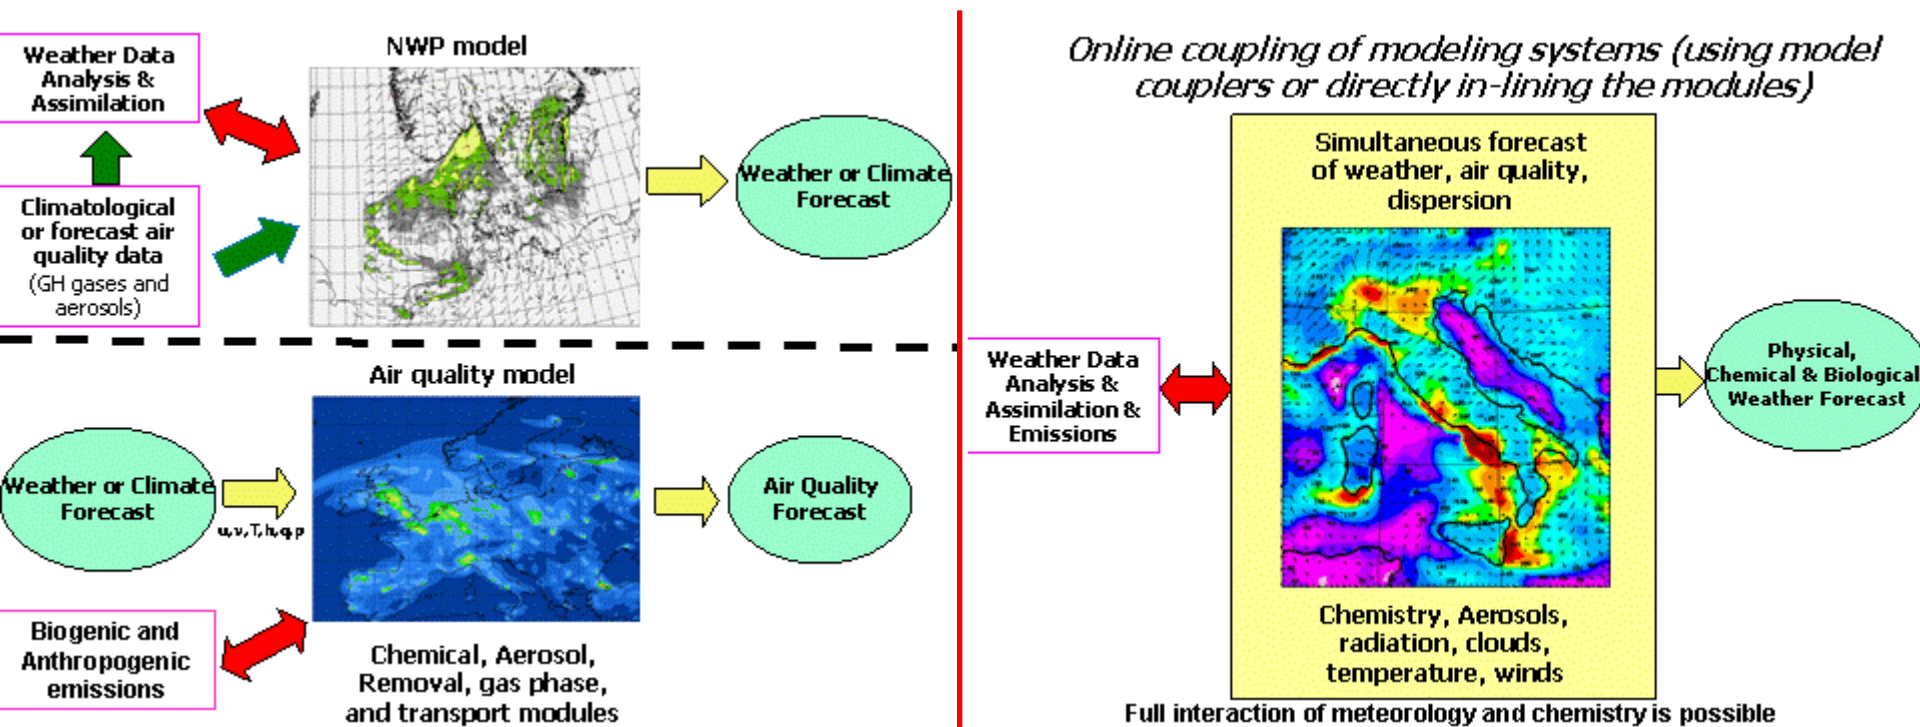 Weather Data
Analysis &
Assimilation
NWP model
Climatological
or forecast air
quality data
(GH gases and
aerosols)
Weather or Climate
Forecast
Air quality model
Weather or Climate
Forecast
u,v,T,h,q,p
Air Quality
Forecast
Biogenic and
Anthropogenic
emissions
Chemical, Aerosol,
Removal, gas phase,
and transport modules
Online coupling of modeling systems (using model
couplers or directly in-lining the modules)
Simultaneous forecast
of weather, air quality,
dispersion
Weather Data
Analysis &
Assimilation &
Emissions
Physical,
Chemical & Biological
Weather Forecast
Chemistry, Aerosols,
radiation, clouds,
temperature, winds
Full interaction of meteorology and chemistry is possible